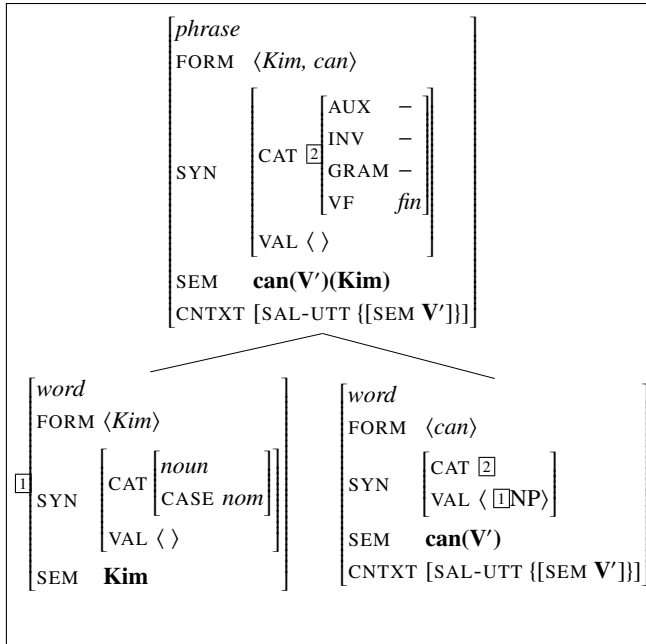 phrase
FORM ⟨Kim, can⟩
AUX −
INV −
CAT 2 GRAM −
SYN
VF fin
VAL ⟨ ⟩
SEM can(V′)(Kim)
CNTXT [SAL-UTT {[SEM V′]}]
word
FORM ⟨Kim⟩
1
SYN
CAT noun
CASE nom
VAL ⟨ ⟩
SEM Kim
word
FORM ⟨can⟩
SYN
CAT 2
VAL ⟨ 1NP⟩
SEM can(V′)
CNTXT [SAL-UTT {[SEM V′]}]